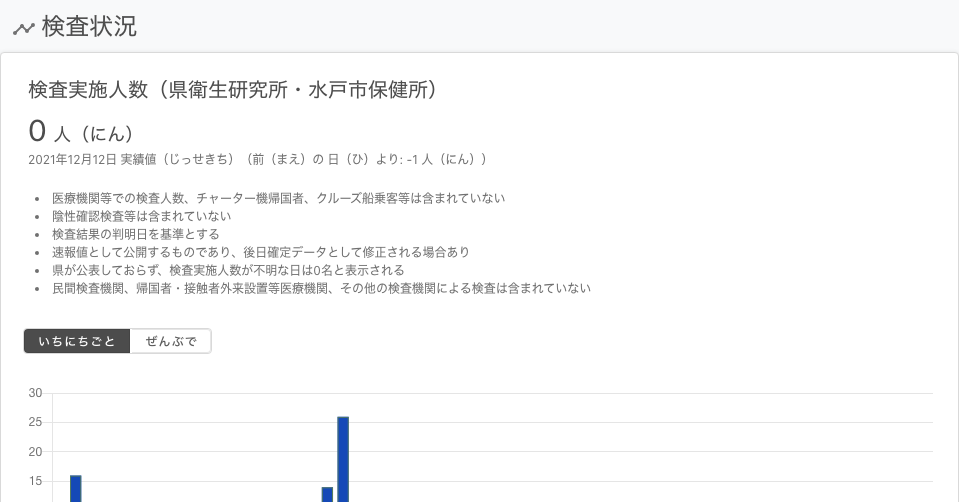 検査状況
検査実施人数（県衛生研究所・水戸市保健所）
0 人（にん）
2021年12月12日 実績値（じっせきち）（前（まえ）の 日（ひ）より: -1 人（にん））
• 医療機関等での検査人数、チャーター機帰国者、クルーズ船乗客等は含まれていない
• 陰性確認検査等は含まれていない
• 検査結果の判明日を基準とする
• 速報値として公開するものであり、後日確定データとして修正される場合あり
• 県が公表しておらず、検査実施人数が不明な日は0名と表示される
• 民間検査機関、帰国者・接触者外来設置等医療機関、その他の検査機関による検査は含まれていない
いちにちごと ぜんぶで
30
25
20
15